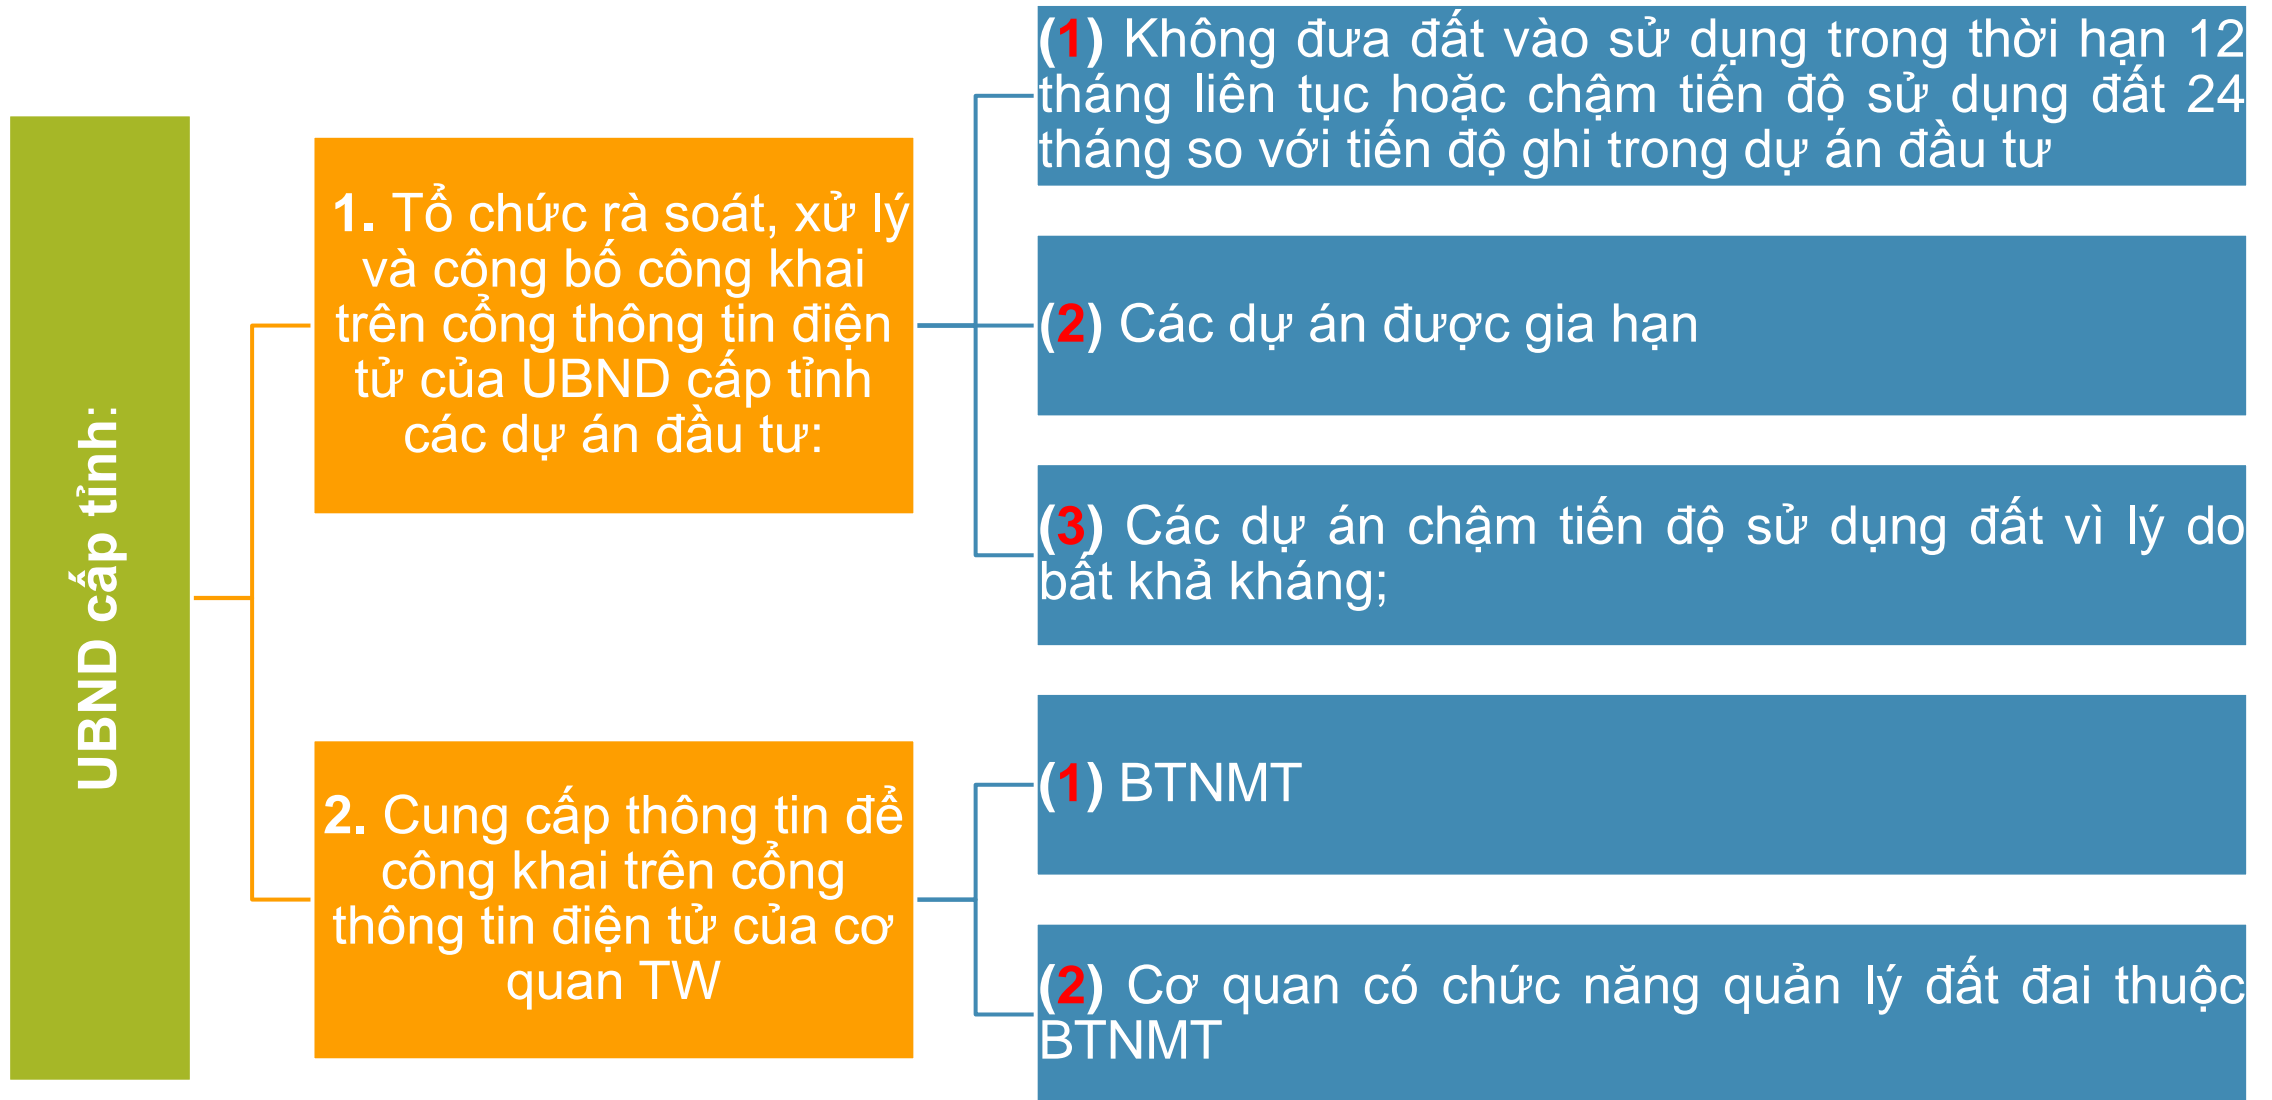 UBND cấp tỉnh:
1. Tổ chức rà soát, xử lý
và công bố công khai
trên cổng thông tin điện
tử của UBND cấp tỉnh
các dự án đầu tư:
(1) Không đưa đất vào sử dụng trong thời hạn 12
tháng liên tục hoặc chậm tiến độ sử dụng đất 24
tháng so với tiến độ ghi trong dự án đầu tư
(2) Các dự án được gia hạn
(3) Các dự án chậm tiến độ sử dụng đất vì lý do
bất khả kháng;
2. Cung cấp thông tin để
công khai trên cổng
thông tin điện tử của cơ
quan TW
(1) BTNMT
(2) Cơ quan có chức năng quản lý đất đai thuộc
BTNMT